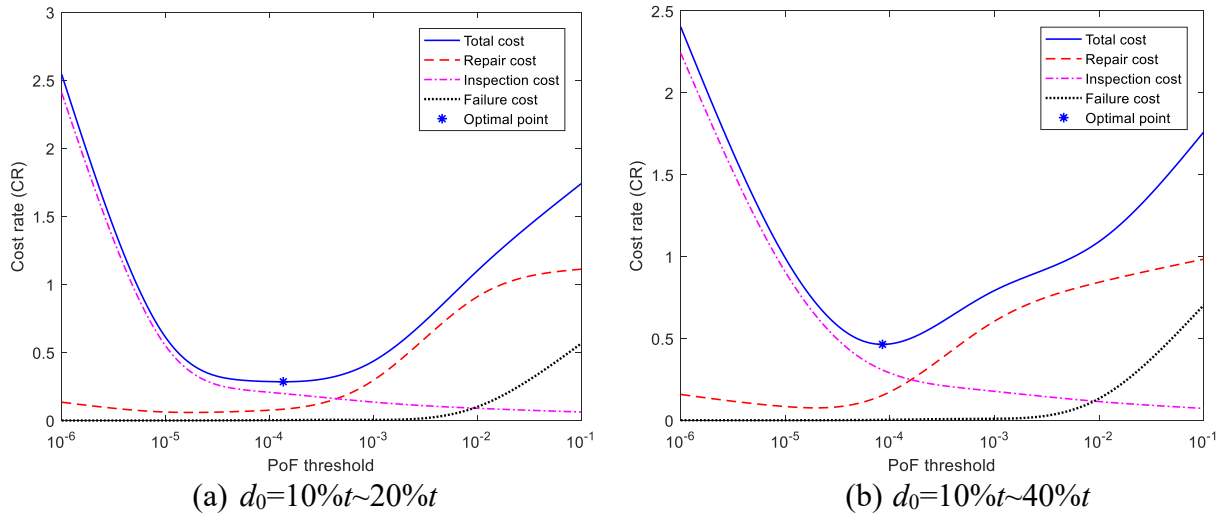 3
2.5
2
1.5
1
0.5
0
Cost rate (CR)
10-6
10-5
10-4
10-3
10-2
10-1
PoF threshold
Total cost
Repair cost
Inspection cost
Failure cost
Optimal point
(a) d0=10%t~20%t
2.5
2
1.5
1
0.5
0
Cost rate (CR)
10-6
10-5
10-4
10-3
10-2
10-1
PoF threshold
Total cost
Repair cost
Inspection cost
Failure cost
Optimal point
(b) d0=10%t~40%t